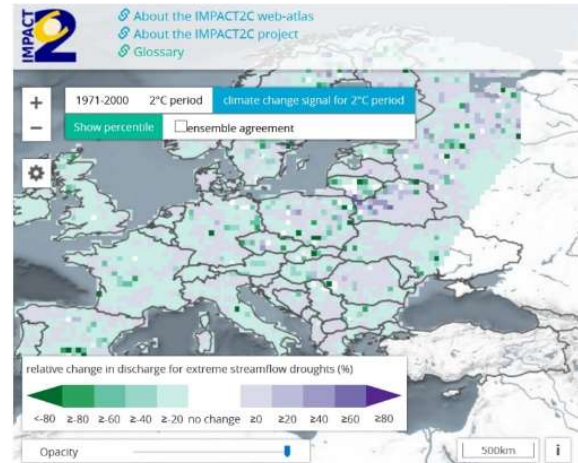 IMPACT
2
About the IMPACT2C web-atlas
About the IMPACT2C project
Glossary
+
1971-2000 2°C period climate change signal for 2°C period
−
Show percentile ensemble agreement
relative change in discharge for extreme streamflow droughts (%)
<-80 ≥-80 ≥-60 ≥-40 ≥-20 no change ≥0 ≥20 ≥40 ≥60 ≥80
Opacity
500km i